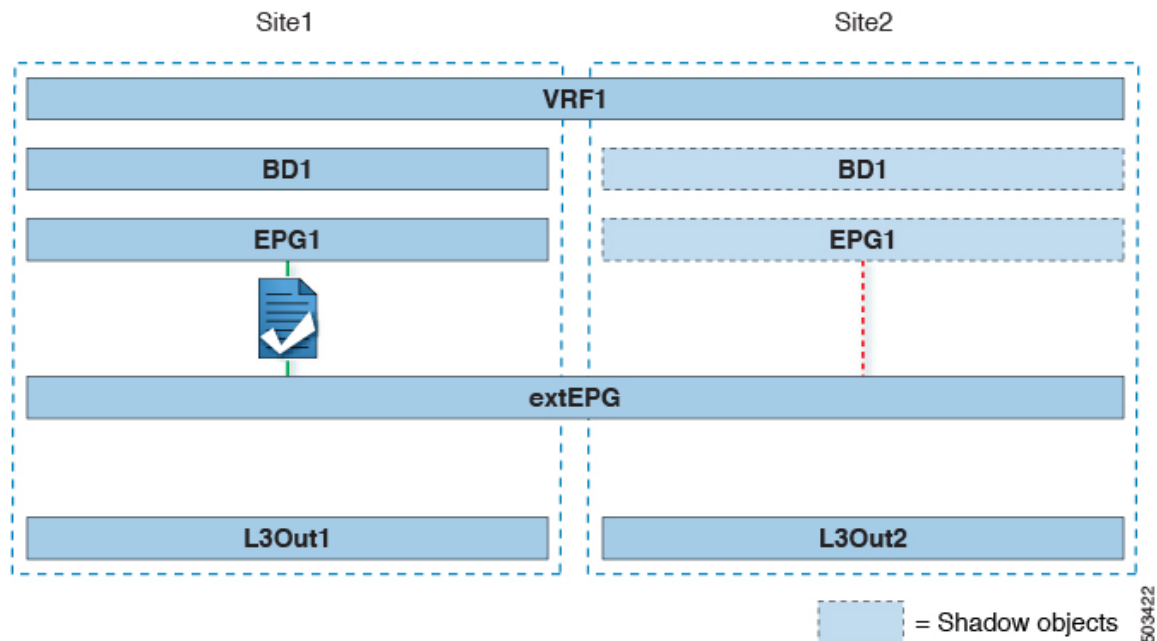 Site1
Site2
VRF1
BD1
BD1
EPG1
EPG1
extEPG
L3Out1
L3Out2
= Shadow objects
503422